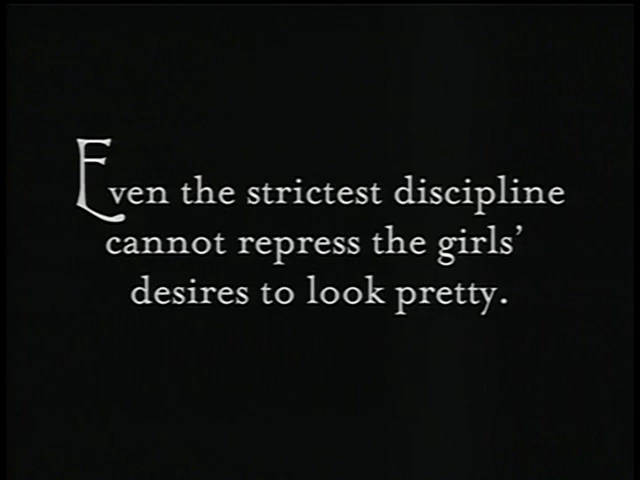 Even the strictest discipline
cannot repress the girls’
desires to look pretty.